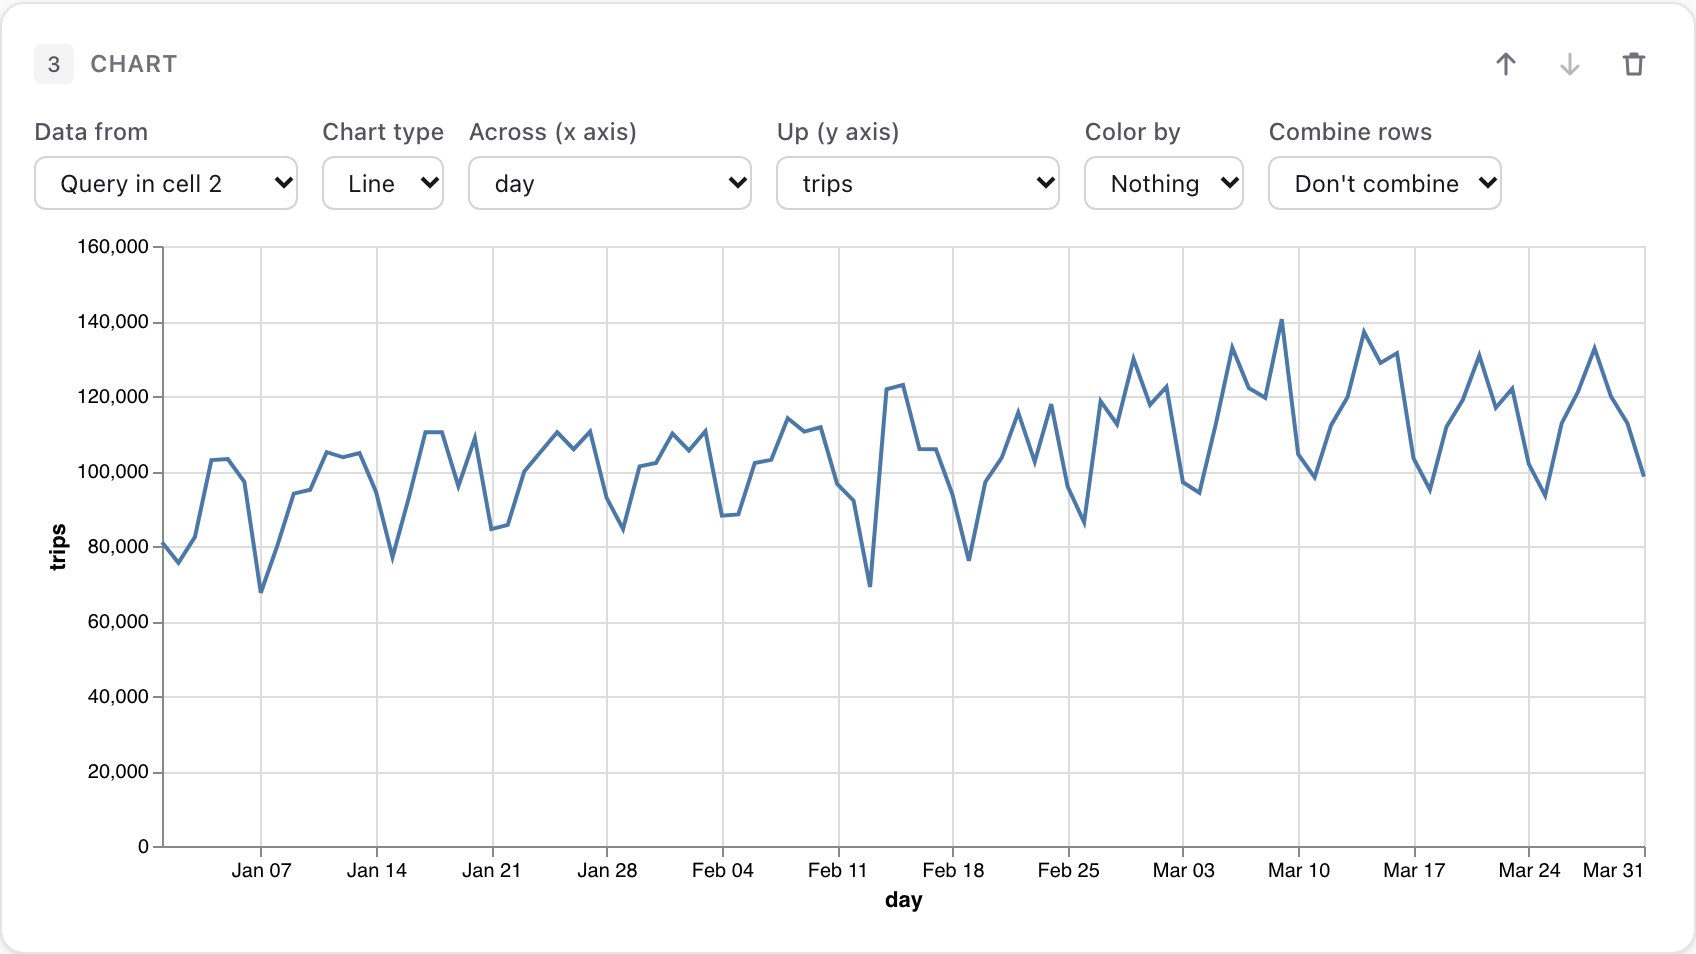 3 CHART
Data from Chart type Across (x axis) Up (y axis) Color by Combine rows
Query in cell 2 Line day trips Nothing Don't combine
160,000
140,000
120,000
100,000
80,000
60,000
40,000
20,000
0
trips
Jan 07 Jan 14 Jan 21 Jan 28 Feb 04 Feb 11 Feb 18 Feb 25 Mar 03 Mar 10 Mar 17 Mar 24 Mar 31
day